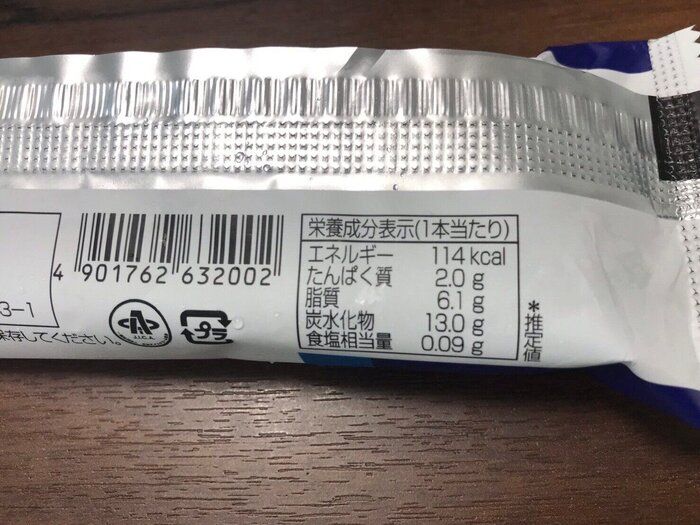 栄養成分表示(1本当たり)
エネルギー 114 kcal
たんぱく質 2.0 g
脂質 6.1 g
炭水化物 13.0 g
食塩相当量 0.09 g
*推定値
4 901762 632002
3-1
保存してください。
プラ